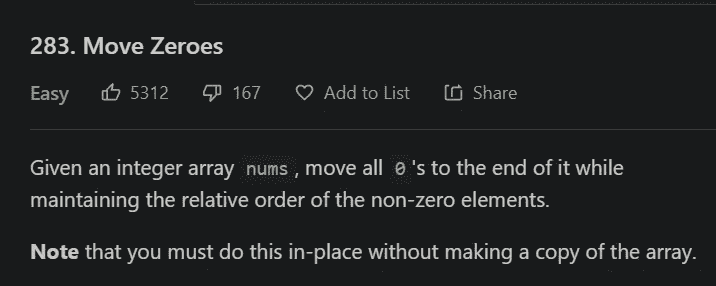 283. Move Zeroes
Easy 5312 167 Add to List Share
Given an integer array nums, move all 0's to the end of it while
maintaining the relative order of the non-zero elements.
Note that you must do this in-place without making a copy of the array.